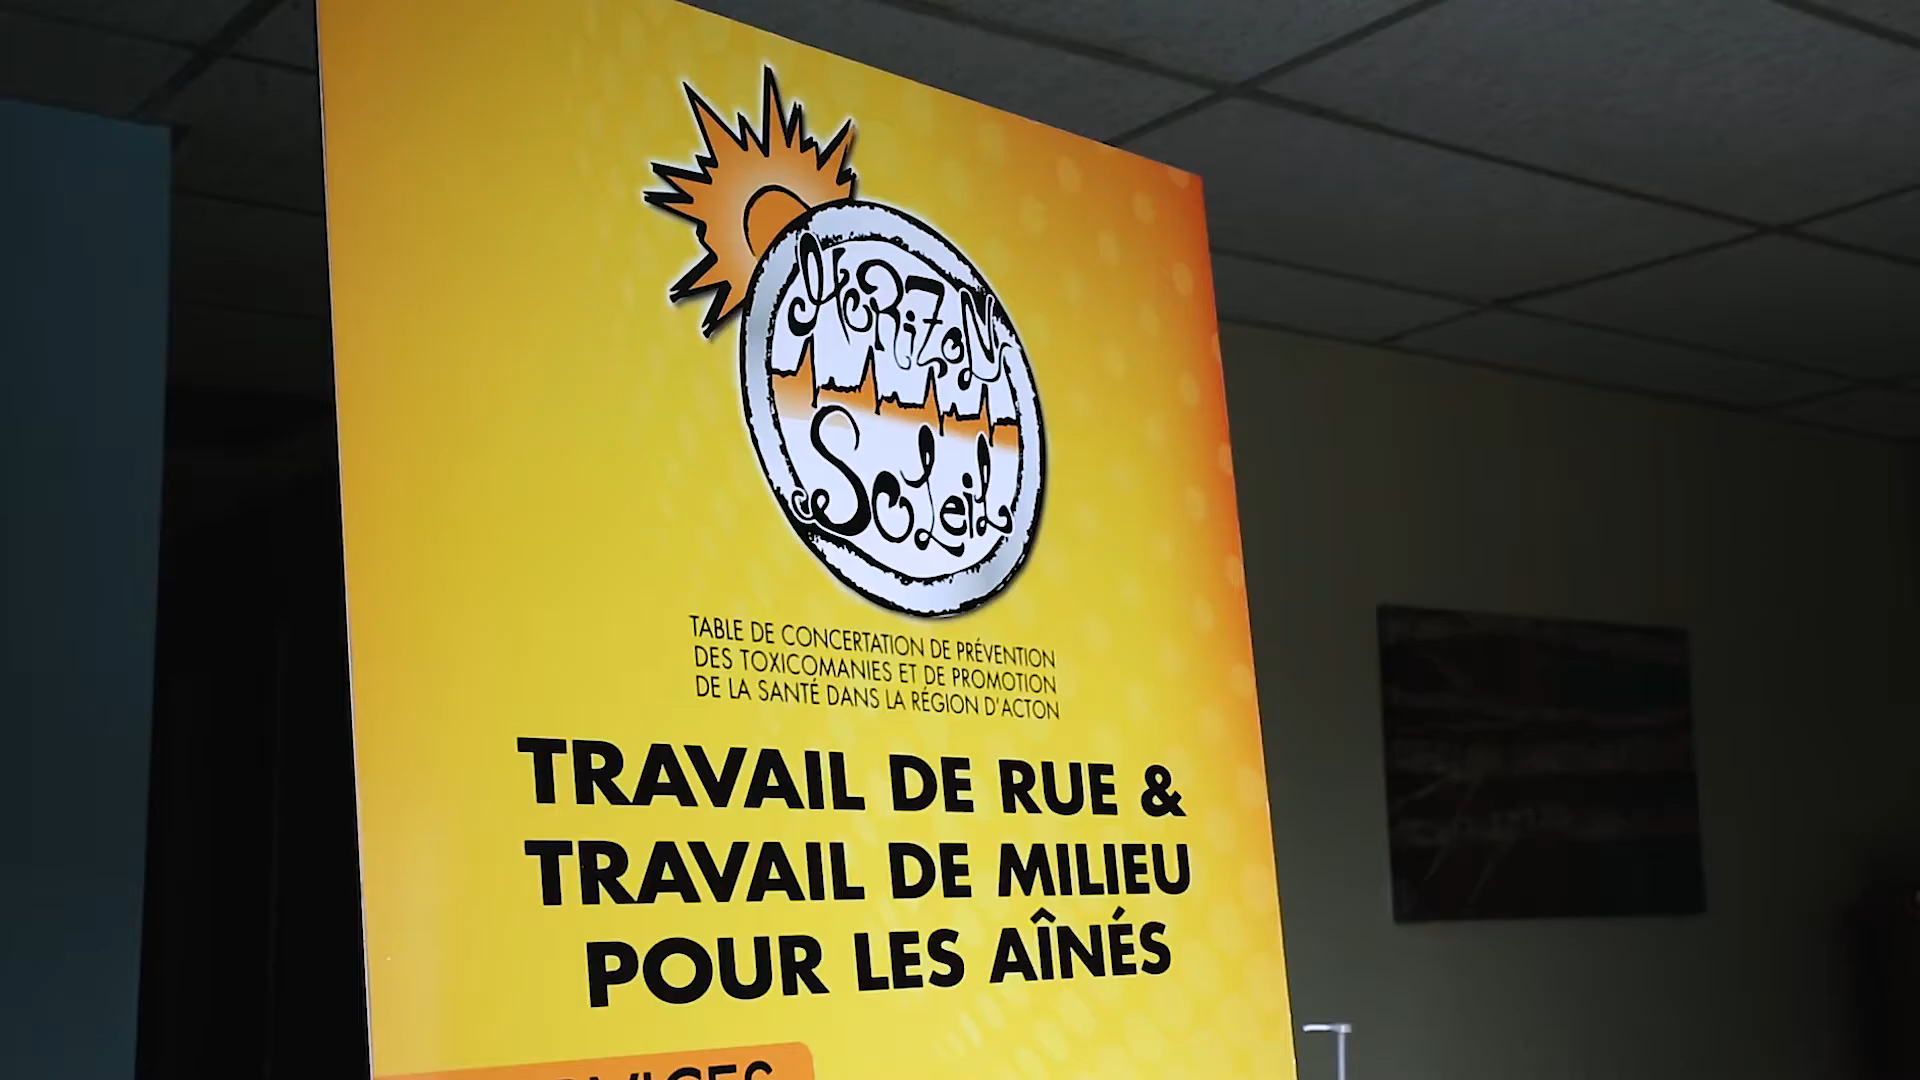 HORiZON
SoLeiL
TABLE DE CONCERTATION DE PRÉVENTION
DES TOXICOMANIES ET DE PROMOTION
DE LA SANTÉ DANS LA RÉGION D'ACTON
TRAVAIL DE RUE &
TRAVAIL DE MILIEU
POUR LES AÎNÉS